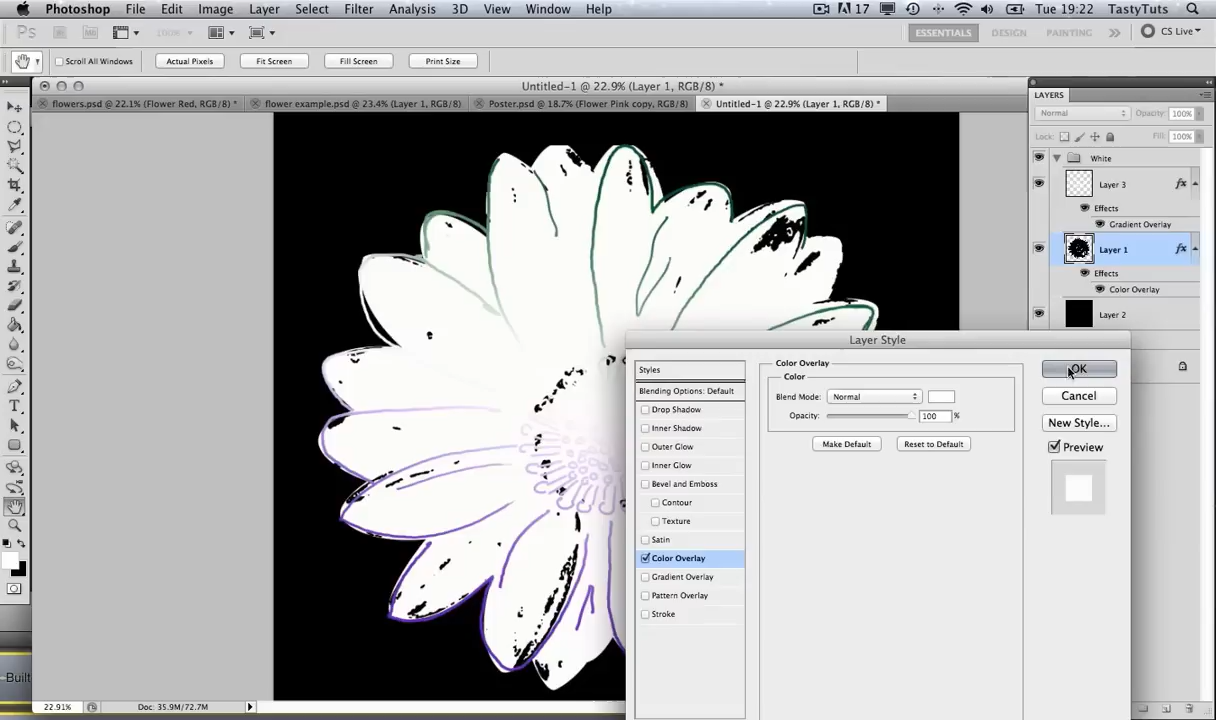 Photoshop File Edit Image Layer Select Filter Analysis 3D View Window Help 17 Tue 19:22 TastyTuts
Ps 100% ESSENTIALS DESIGN PAINTING CS Live
Scroll All Windows Actual Pixels Fit Screen Fill Screen Print Size
Untitled-1 @ 22.9% (Layer 1, RGB/8) *
flowers.psd @ 22.1% (Flower Red, RGB/8) * flower example.psd @ 23.4% (Layer 1, RGB/8) Poster.psd @ 18.7% (Flower Pink copy, RGB/8) Untitled-1 @ 22.9% (Layer 1, RGB/8) *
LAYERS
Normal Opacity: 100%
Lock: Fill: 100%
White
Layer 3 fx
Effects
Gradient Overlay
Layer 1 fx
Effects
Color Overlay
Layer 2
Layer Style
Styles
Blending Options: Default
Drop Shadow
Inner Shadow
Outer Glow
Inner Glow
Bevel and Emboss
Contour
Texture
Satin
Color Overlay
Gradient Overlay
Pattern Overlay
Stroke
Color Overlay
Color
Blend Mode: Normal
Opacity: 100 %
Make Default Reset to Default
OK
Cancel
New Style...
Preview
Built
22.91% Doc: 35.9M/72.7M